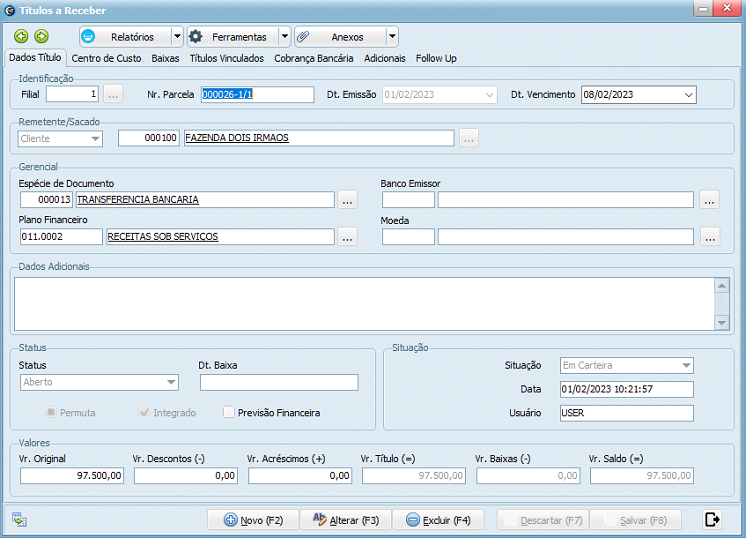 Títulos a Receber
Relatórios Ferramentas Anexos
Dados Título Centro de Custo Baixas Títulos Vinculados Cobrança Bancária Adicionais Follow Up
Identificação
Filial 1 ... Nr. Parcela 000026-1/1 Dt. Emissão 01/02/2023 Dt. Vencimento 08/02/2023
Remetente/Sacado
Cliente 000100 FAZENDA DOIS IRMAOS ...
Gerencial
Espécie de Documento Banco Emissor
000013 TRANSFERENCIA BANCARIA ... ...
Plano Financeiro Moeda
011.0002 RECEITAS SOB SERVICOS ... ...
Dados Adicionais
Status Situação
Status Dt. Baixa Situação Em Carteira
Aberto Data 01/02/2023 10:21:57
Permuta Integrado Previsão Financeira Usuário USER
Valores
Vr. Original Vr. Descontos (-) Vr. Acréscimos (+) Vr. Título (=) Vr. Baixas (-) Vr. Saldo (=)
97.500,00 0,00 0,00 97.500,00 0,00 97.500,00
Novo (F2) Alterar (F3) Excluir (F4) Descartar (F7) Salvar (F8)